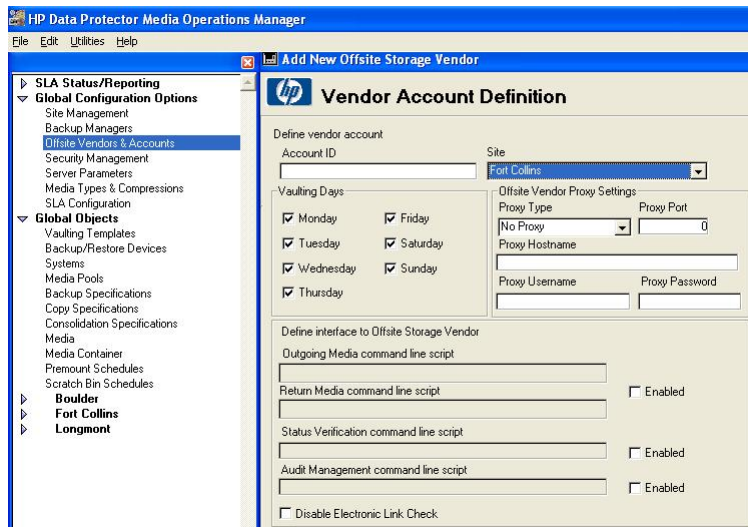 HP Data Protector Media Operations Manager
File Edit Utilities Help
SLA Status/Reporting
Global Configuration Options
Site Management
Backup Managers
Offsite Vendors & Accounts
Security Management
Server Parameters
Media Types & Compressions
SLA Configuration
Global Objects
Vaulting Templates
Backup/Restore Devices
Systems
Media Pools
Backup Specifications
Copy Specifications
Consolidation Specifications
Media
Media Container
Premount Schedules
Scratch Bin Schedules
Boulder
Fort Collins
Longmont
Add New Offsite Storage Vendor
hp Vendor Account Definition
Define vendor account
Account ID Site
Fort Collins
Vaulting Days
Monday Friday
Tuesday Saturday
Wednesday Sunday
Thursday
Offsite Vendor Proxy Settings
Proxy Type Proxy Port
No Proxy 0
Proxy Hostname
Proxy Username Proxy Password
Define interface to Offsite Storage Vendor
Outgoing Media command line script
Return Media command line script Enabled
Status Verification command line script
Enabled
Audit Management command line script
Enabled
Disable Electronic Link Check